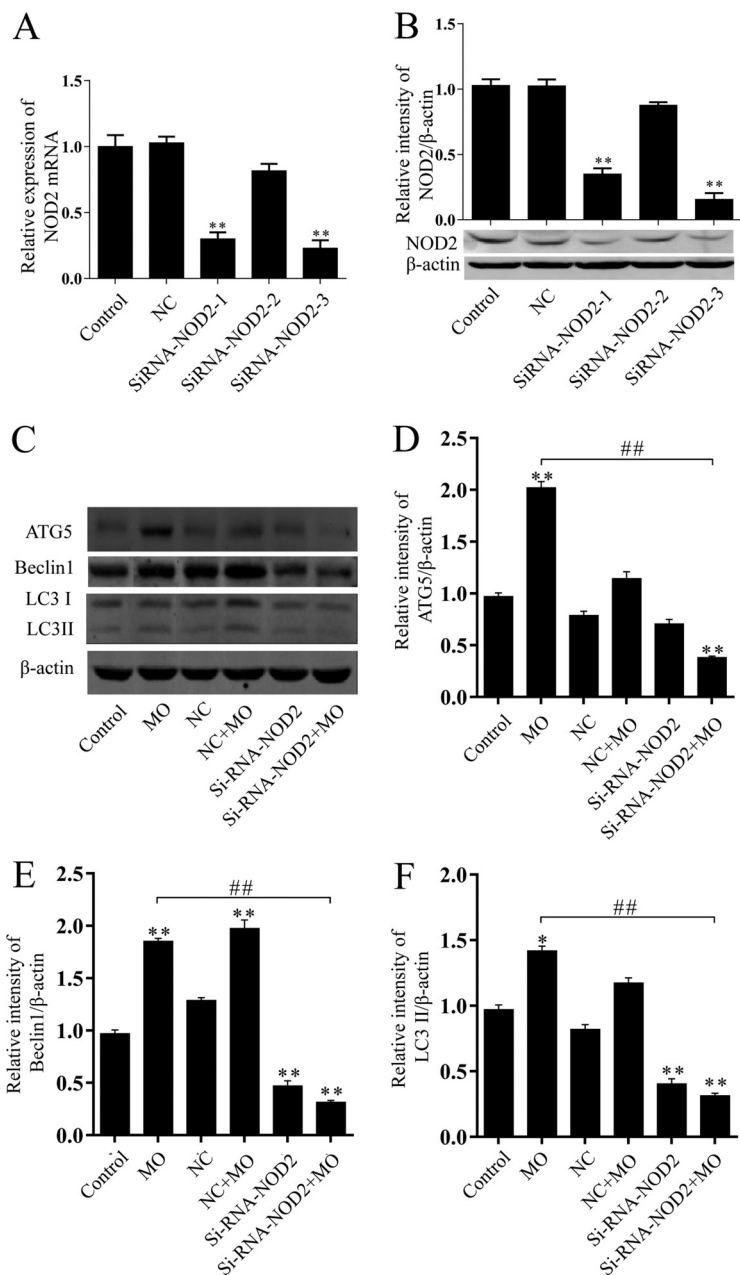 A
Relative expression of
NOD2 mRNA
1.5
1.0
0.5
0.0
**
**
Control
NC
SiRNA-NOD2-1
SiRNA-NOD2-2
SiRNA-NOD2-3
B
Relative intensity of
NOD2/β-actin
1.0
0.5
0.0
**
**
NOD2
β-actin
Control
NC
SiRNA-NOD2-1
SiRNA-NOD2-2
SiRNA-NOD2-3
C
ATG5
Beclin1
LC3 I
LC3II
β-actin
Control
MO
NC
NC+MO
Si-RNA-NOD2
Si-RNA-NOD2+MO
D
Relative intensity of
ATG5/β-actin
2.5
2.0
1.5
1.0
0.5
0.0
**
##
**
Control
MO
NC
NC+MO
Si-RNA-NOD2
Si-RNA-NOD2+MO
E
Relative intensity of
Beclin1/β-actin
2.5
2.0
1.5
1.0
0.5
0.0
**
##
**
**
**
Control
MO
NC
NC+MO
Si-RNA-NOD2
Si-RNA-NOD2+MO
F
Relative intensity of
LC3 II/β-actin
2.0
1.5
1.0
0.5
0.0
*
##
**
**
Control
MO
NC
NC+MO
Si-RNA-NOD2
Si-RNA-NOD2+MO